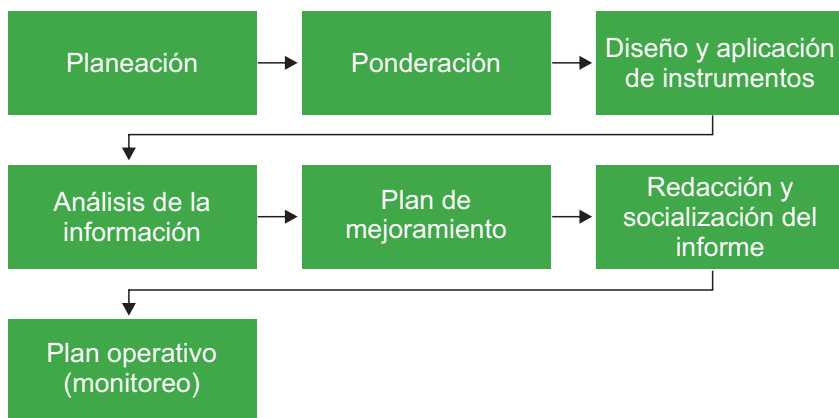 Planeación
Ponderación
Diseño y aplicación
de instrumentos
Análisis de la
información
Plan de
mejoramiento
Redacción y
socialización del
informe
Plan operativo
(monitoreo)